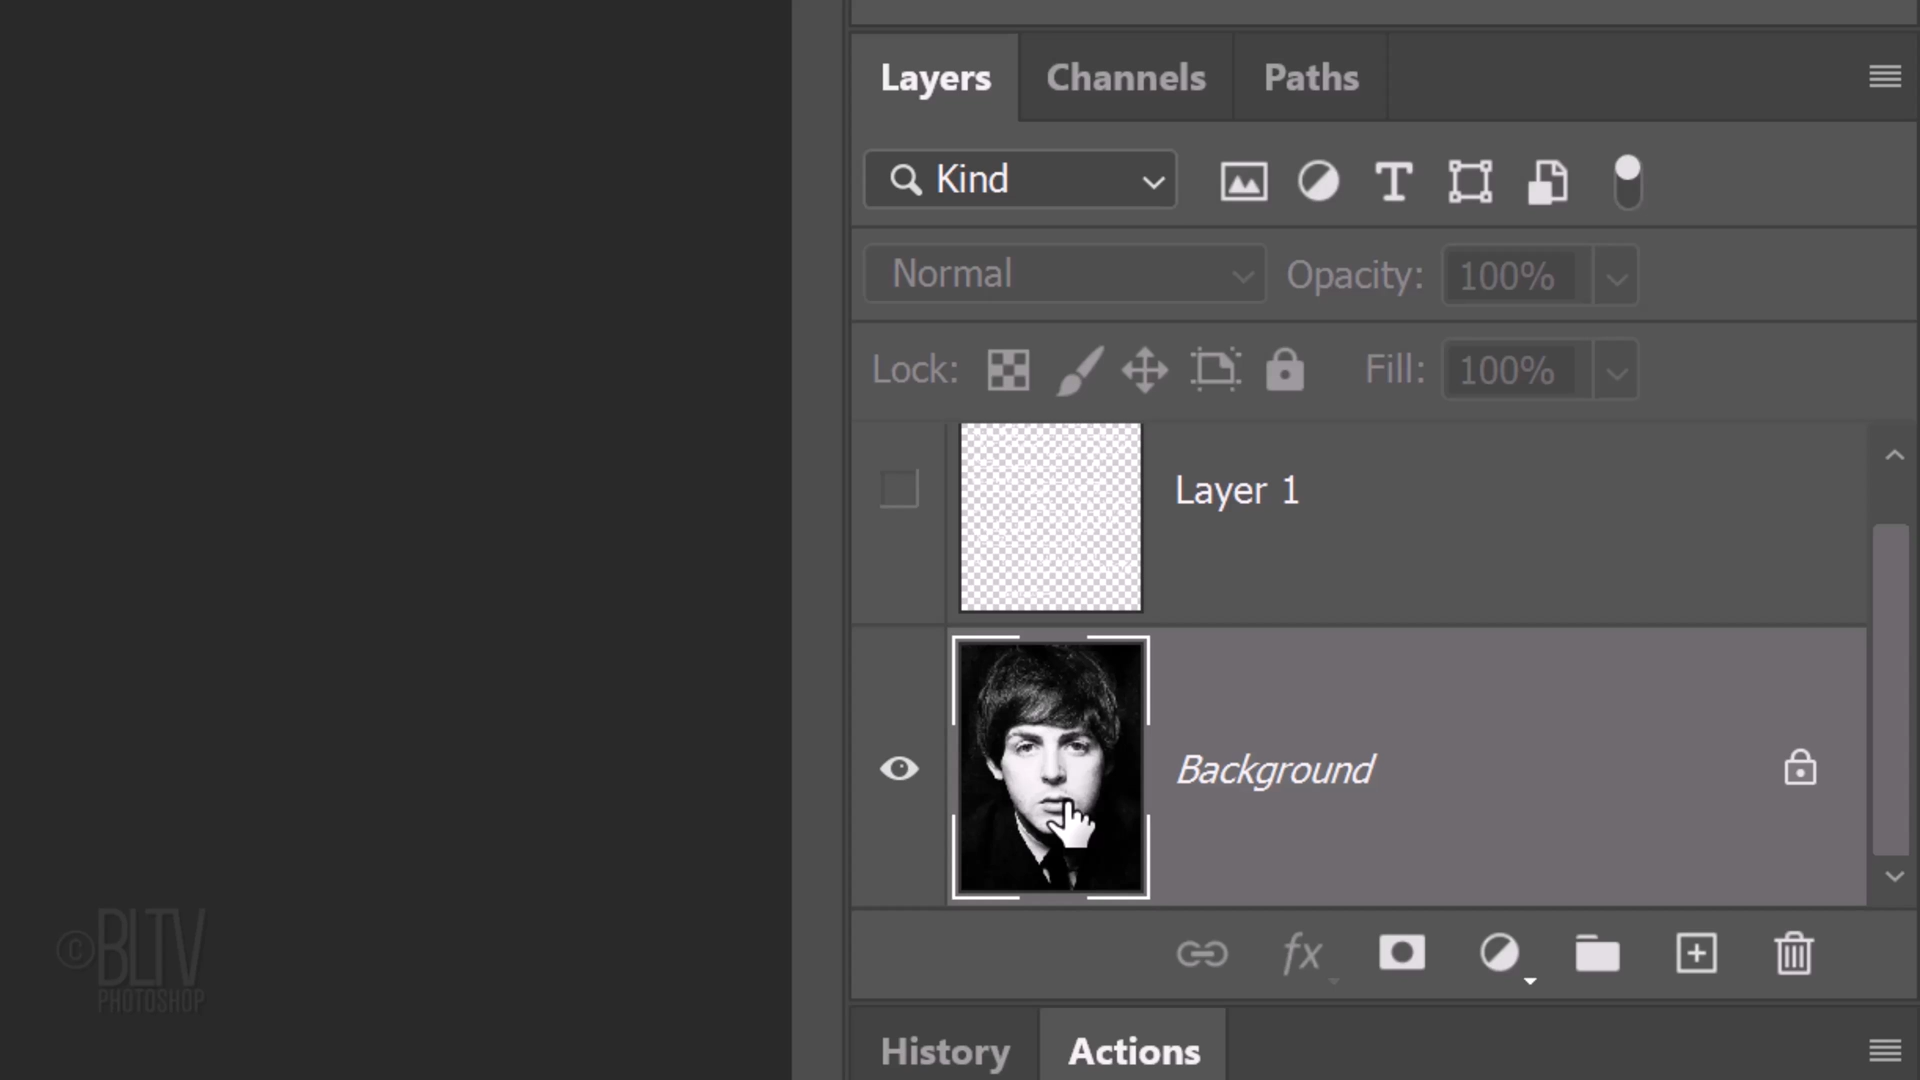 Layers Channels Paths
Kind
Normal Opacity: 100%
Lock: Fill: 100%
Layer 1
Background
fx
© BLTV
PHOTOSHOP
History Actions